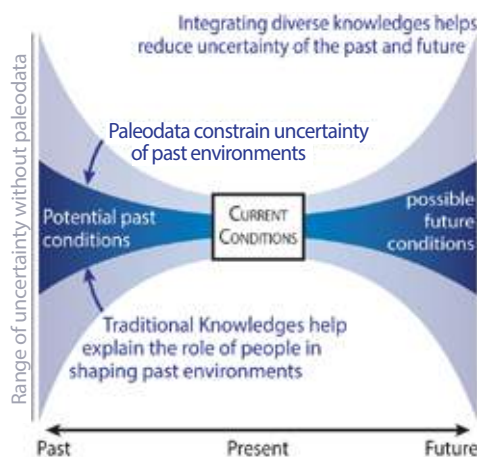 Integrating diverse knowledges helps
reduce uncertainty of the past and future
Range of uncertainty without paleodata
Paleodata constrain uncertainty
of past environments
Potential past
conditions
CURRENT
CONDITIONS
possible
future
conditions
Traditional Knowledges help
explain the role of people in
shaping past environments
Past
Present
Future